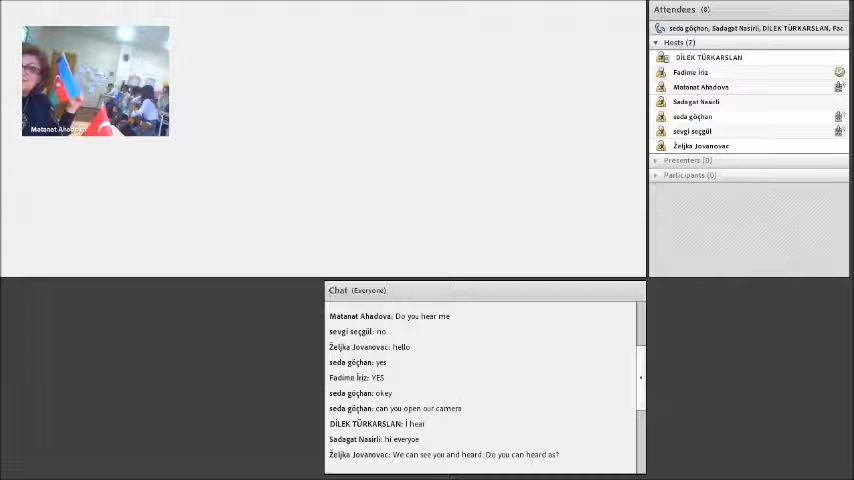 Attendees (8)
seda göçhan, Sadagat Nasirli, DİLEK TÜRKARSLAN, Fac
Hosts (7)
DİLEK TÜRKARSLAN
Fadime İriz
Matanat Ahadova
Sadagat Nasirli
seda göçhan
sevgi seçgül
Željka Jovanovac
Presenters (0)
Participants (0)
Matanat Ahadova
Chat (Everyone)
Matanat Ahadova: Do you hear me
sevgi seçgül: no
Željka Jovanovac: hello
seda göçhan: yes
Fadime İriz: YES
seda göçhan: okey
seda göçhan: can you open our camera
DİLEK TÜRKARSLAN: İ hear
Sadagat Nasirli: hi everyoe
Željka Jovanovac: We can see you and heard. Do you can heard as?